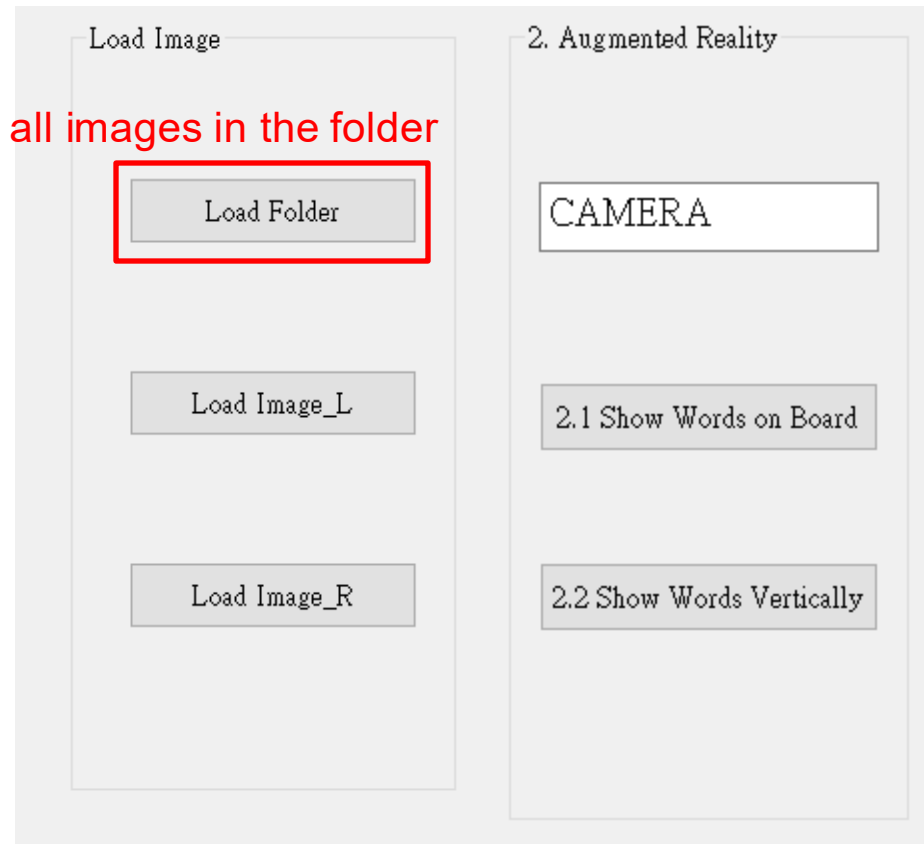 Load Image
all images in the folder
Load Folder
Load Image_L
Load Image_R
2. Augmented Reality
CAMERA
2.1 Show Words on Board
2.2 Show Words Vertically